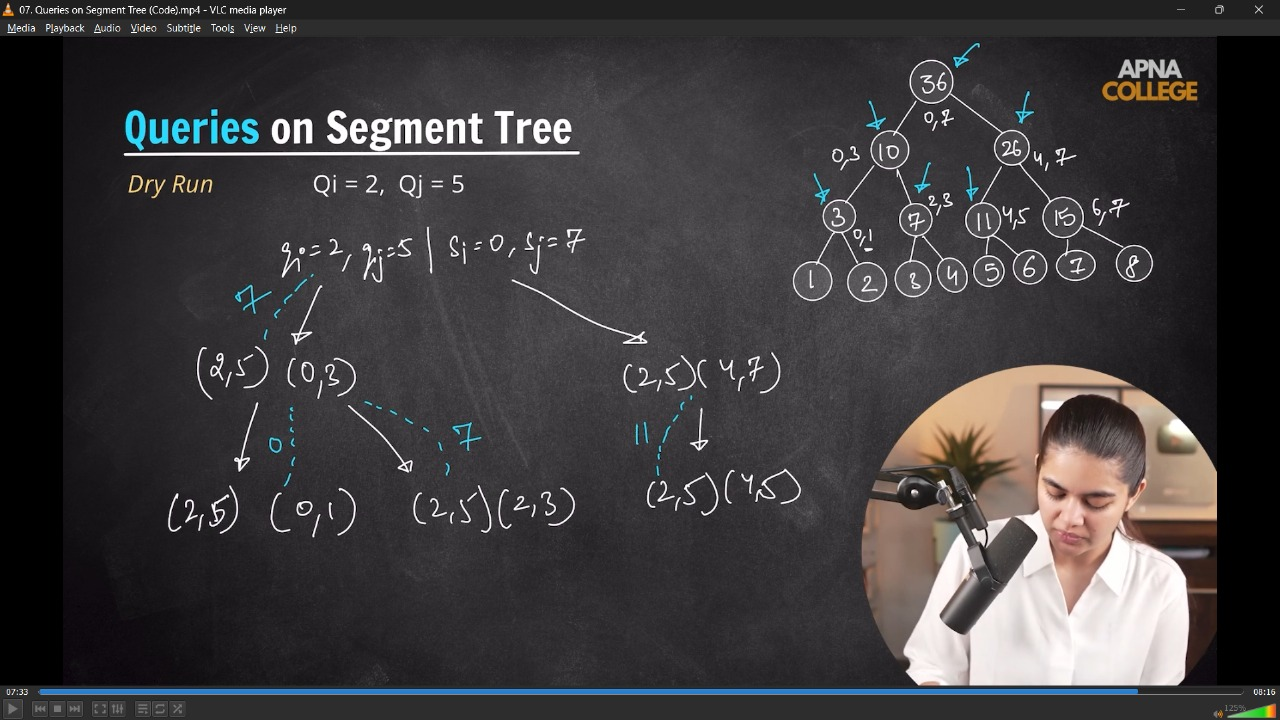 07. Queries on Segment Tree (Code).mp4 - VLC media player
Media Playback Audio Video Subtitle Tools View Help
APNA
COLLEGE
Queries on Segment Tree
Dry Run
Qi = 2, Qj = 5
qi=2, qj=5 | si=0, sj=7
7
(2,5) (0,3)
(2,5)(4,7)
0
7
11
(2,5) (0,1)
(2,5)(2,3)
(2,5)(4,5)
36
0,7
0,3 10
26 4,7
3 0,1
7 2,3
11 4,5
15 6,7
1 2 3 4 5 6 7 8
07:33
08:16
125%